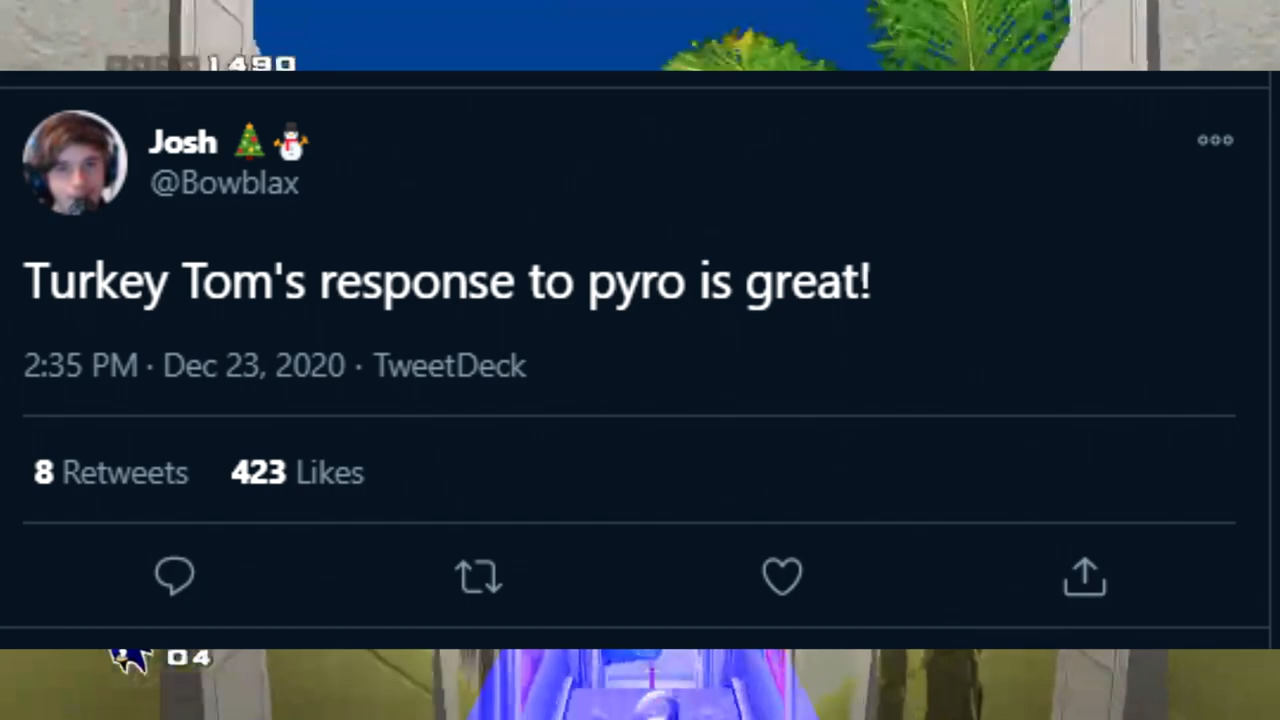 1490
Josh 🎄⛄
@Bowblax
Turkey Tom's response to pyro is great!
2:35 PM · Dec 23, 2020 · TweetDeck
8 Retweets 423 Likes
04